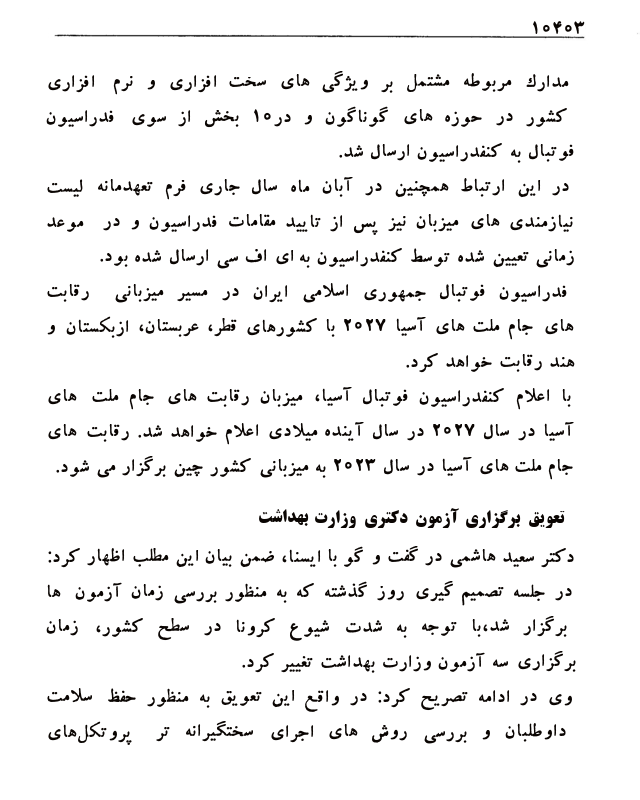 ۱۰۴۰۳
مدارك مربوطه مشتمل بر ویژگی های سخت افزاری و نرم افزاری
کشور در حوزه های گوناگون و در۱۰ بخش از سوی فدراسیون
فوتبال به کنفدراسیون ارسال شد.
در این ارتباط همچنین در آبان ماه سال جاری فرم تعهدمانه لیست
نیازمندی های میزبان نیز پس از تایید مقامات فدراسیون و در موعد
زمانی تعیین شده توسط کنفدراسیون به ای اف سی ارسال شده بود.
فدراسیون فوتبال جمهوری اسلامی ایران در مسیر میزبانی رقابت
های جام ملت های آسیا ۲۰۲۷ با کشورهای قطر، عربستان، ازبکستان و
هند رقابت خواهد کرد.
با اعلام کنفدراسیون فوتبال آسیا، میزبان رقابت های جام ملت های
آسیا در سال ۲۰۲۷ در سال آینده میلادی اعلام خواهد شد. رقابت های
جام ملت های آسیا در سال ۲۰۲۳ به میزبانی کشور چین برگزار می شود.
تعویق برگزاری آزمون دکتری وزارت بهداشت
دکتر سعید هاشمی در گفت و گو با ایسنا، ضمن بیان این مطلب اظهار کرد:
در جلسه تصمیم گیری روز گذشته که به منظور بررسی زمان آزمون ها
برگزار شد،با توجه به شدت شیوع کرونا در سطح کشور، زمان
برگزاری سه آزمون وزارت بهداشت تغییر کرد.
وی در ادامه تصریح کرد: در واقع این تعویق به منظور حفظ سلامت
داوطلبان و بررسی روش های اجرای سختگیرانه تر پروتکل‌های